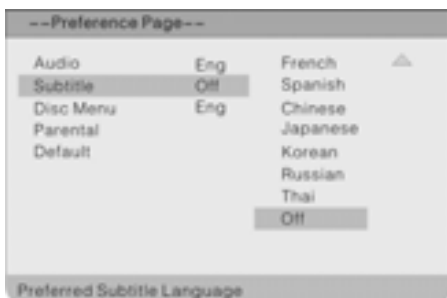 --Preference Page--
Audio Eng
Subtitle Off
Disc Menu Eng
Parental
Default
French
Spanish
Chinese
Japanese
Korean
Russian
Thai
Off
Preferred Subtitle Language